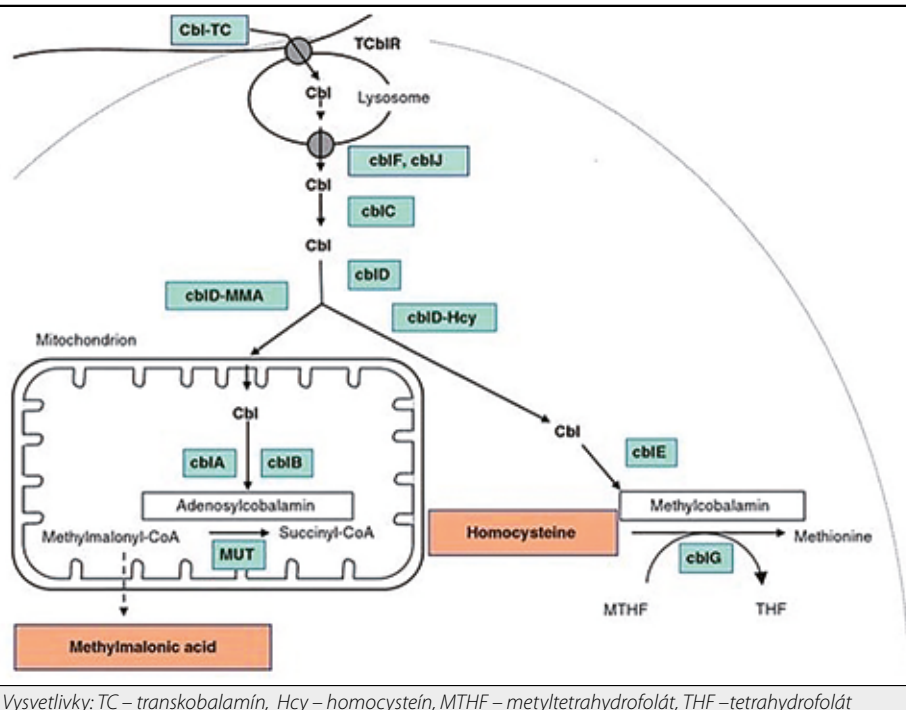 Cbl-TC
TCblR
Cbl
Lysosome
cblF, cblJ
Cbl
cblC
Cbl
cblD
cblD-MMA
cblD-Hcy
Mitochondrion
Cbl
Cbl
cblA
cblB
cblE
Adenosylcobalamin
Methylcobalamin
Methylmalonyl-CoA
Succinyl-CoA
Homocysteine
Methionine
MUT
cblG
MTHF
THF
Methylmalonic acid
Vysvetlivky: TC – transkobalamín, Hcy – homocysteín, MTHF – metyltetrahydrofolát, THF –tetrahydrofolát